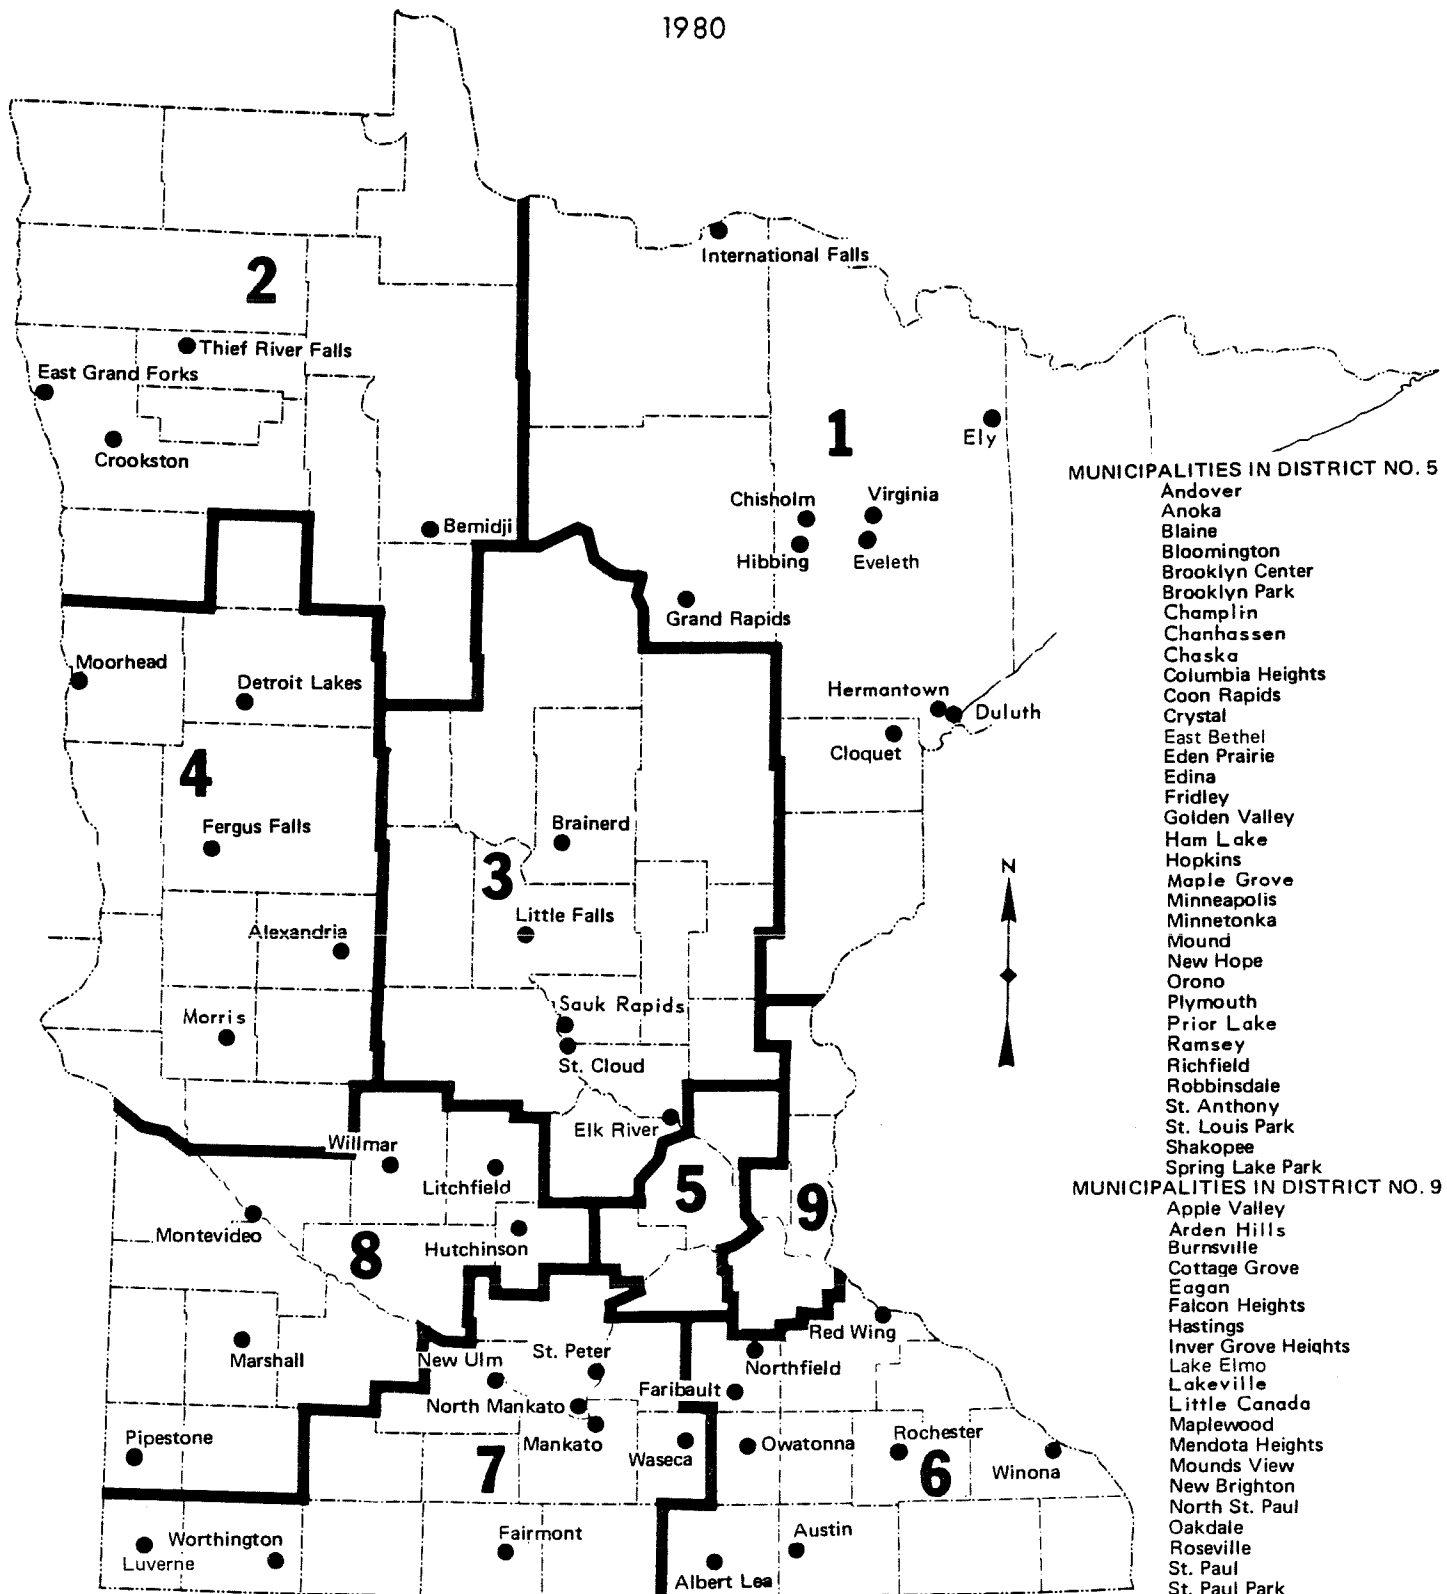 1980
International Falls
2
Thief River Falls
East Grand Forks
Crookston
1
Ely
Chisholm
Virginia
Hibbing
Eveleth
Bemidji
Grand Rapids
Moorhead
Detroit Lakes
Hermantown
Duluth
Cloquet
4
Fergus Falls
Brainerd
3
Little Falls
Alexandria
N
Sauk Rapids
Morris
St. Cloud
Elk River
Willmar
Litchfield
5
9
Montevideo
8
Hutchinson
Red Wing
Marshall
New Ulm
St. Peter
Northfield
Faribault
North Mankato
Mankato
Pipestone
7
Waseca
Owatonna
Rochester
6
Winona
Worthington
Luverne
Fairmont
Austin
Albert Lea
MUNICIPALITIES IN DISTRICT NO. 5
Andover
Anoka
Blaine
Bloomington
Brooklyn Center
Brooklyn Park
Champlin
Chanhassen
Chaska
Columbia Heights
Coon Rapids
Crystal
East Bethel
Eden Prairie
Edina
Fridley
Golden Valley
Ham Lake
Hopkins
Maple Grove
Minneapolis
Minnetonka
Mound
New Hope
Orono
Plymouth
Prior Lake
Ramsey
Richfield
Robbinsdale
St. Anthony
St. Louis Park
Shakopee
Spring Lake Park
MUNICIPALITIES IN DISTRICT NO. 9
Apple Valley
Arden Hills
Burnsville
Cottage Grove
Eagan
Falcon Heights
Hastings
Inver Grove Heights
Lake Elmo
Lakeville
Little Canada
Maplewood
Mendota Heights
Mounds View
New Brighton
North St. Paul
Oakdale
Roseville
St. Paul
St. Paul Park